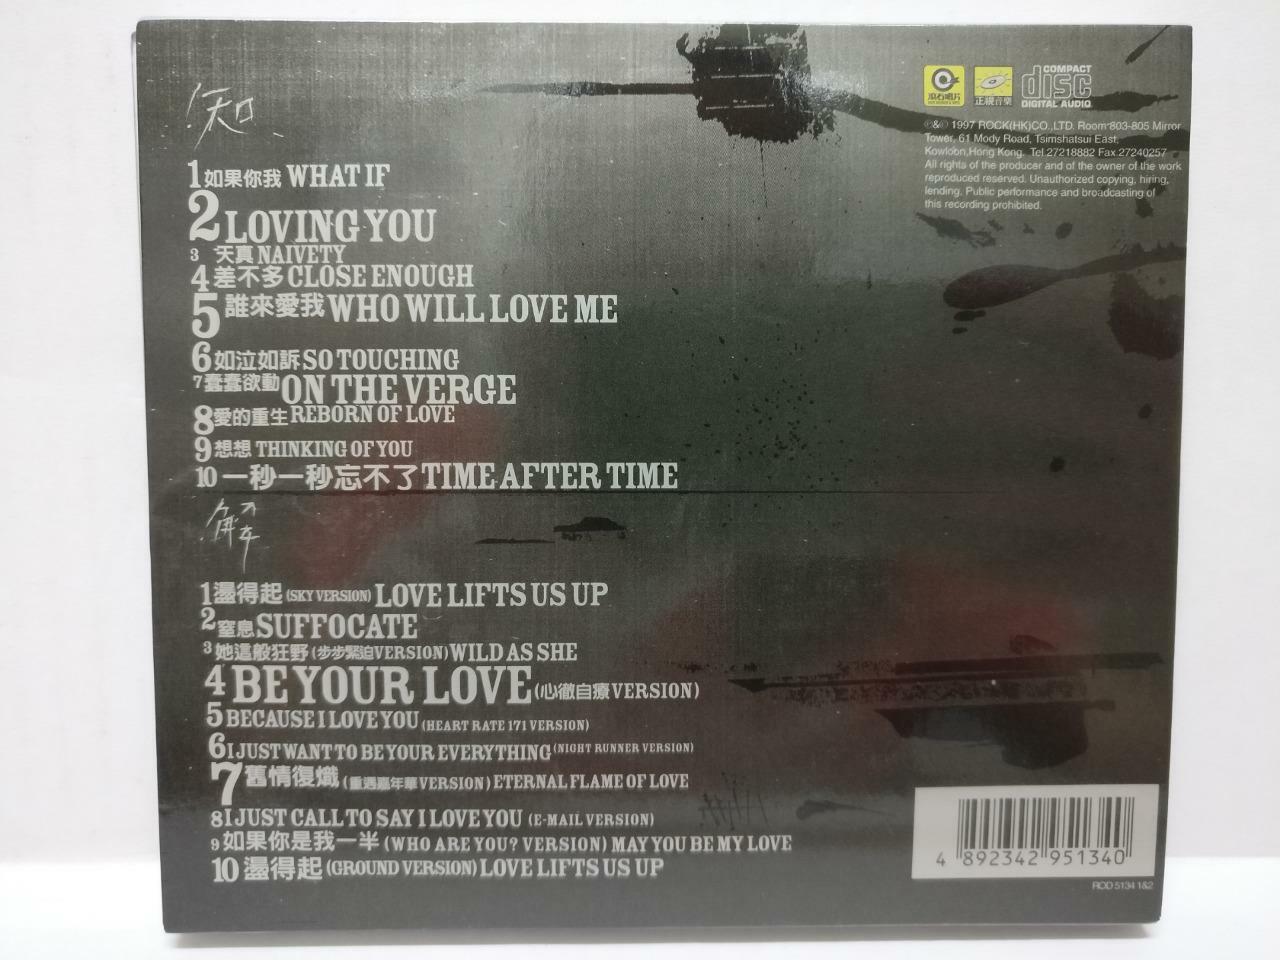 知
1 如果你我 WHAT IF
2 LOVING YOU
3 天真 NAIVETY
4 差不多 CLOSE ENOUGH
5 誰來愛我 WHO WILL LOVE ME
6 如泣如訴 SO TOUCHING
7 蠢蠢欲動 ON THE VERGE
8 愛的重生 REBORN OF LOVE
9 想想 THINKING OF YOU
10 一秒一秒忘不了 TIME AFTER TIME
解
1 盪得起 (SKY VERSION) LOVE LIFTS US UP
2 窒息 SUFFOCATE
3 她這般狂野 (步步緊迫VERSION) WILD AS SHE
4 BE YOUR LOVE (心徹自療VERSION)
5 BECAUSE I LOVE YOU (HEART RATE 171 VERSION)
6 I JUST WANT TO BE YOUR EVERYTHING (NIGHT RUNNER VERSION)
7 舊情復熾 (重遇嘉年華VERSION) ETERNAL FLAME OF LOVE
8 I JUST CALL TO SAY I LOVE YOU (E-MAIL VERSION)
9 如果你是我一半 (WHO ARE YOU? VERSION) MAY YOU BE MY LOVE
10 盪得起 (GROUND VERSION) LOVE LIFTS US UP
滾石唱片
正視音樂
COMPACT
disc
DIGITAL AUDIO
℗&© 1997 ROCK(HK)CO.,LTD. Room 803-805 Mirror
Tower, 61 Mody Road, Tsimshatsui East,
Kowloon,Hong Kong. Tel 27218882 Fax 27240257
All rights of the producer and of the owner of the work
reproduced reserved. Unauthorized copying, hiring,
lending. Public performance and broadcasting of
this recording prohibited.
4 892342 951340
ROD 5134 1&2